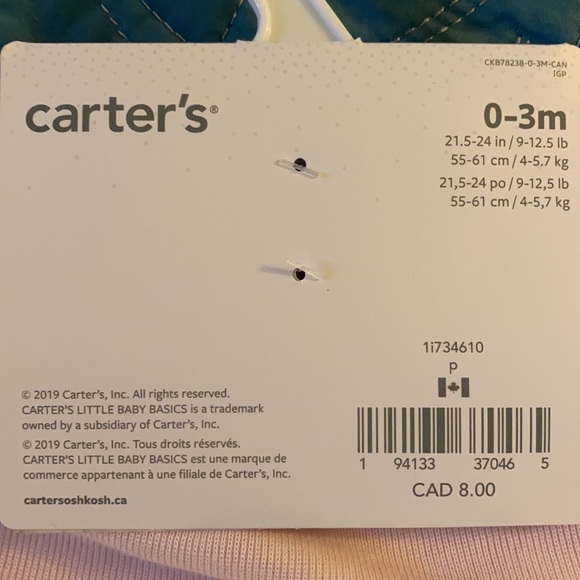 CKB78238-0-3M-CAN
IGP
carter's®
0-3m
21.5-24 in / 9-12.5 lb
55-61 cm / 4-5.7 kg
21,5-24 po / 9-12,5 lb
55-61 cm / 4-5,7 kg
1i734610
p
© 2019 Carter's, Inc. All rights reserved.
CARTER'S LITTLE BABY BASICS is a trademark
owned by a subsidiary of Carter's, Inc.
© 2019 Carter's, Inc. Tous droits réservés.
CARTER'S LITTLE BABY BASICS est une marque de
commerce appartenant à une filiale de Carter's, Inc.
cartersoshkosh.ca
1 94133 37046 5
CAD 8.00